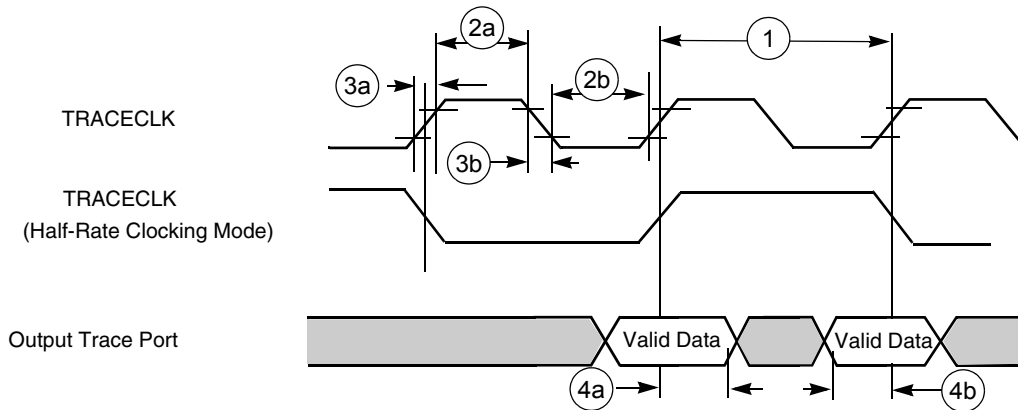 2a
1
3a
2b
TRACECLK
3b
TRACECLK
(Half-Rate Clocking Mode)
Output Trace Port
Valid Data
Valid Data
4a
4b